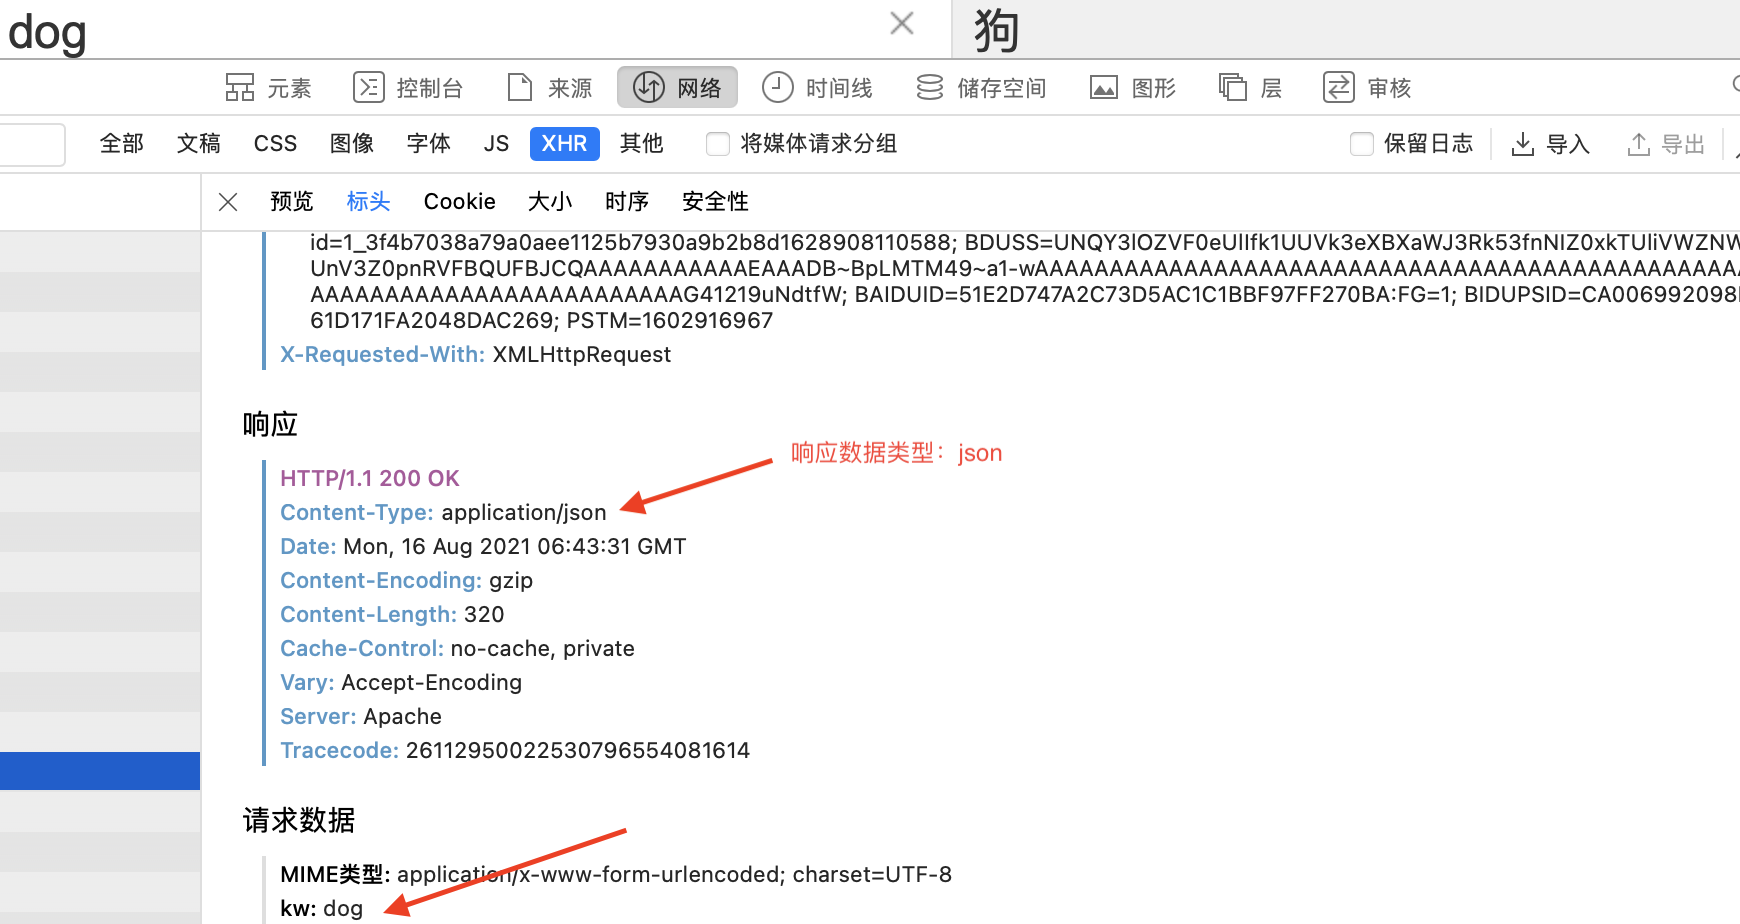 dog
狗
元素 控制台 来源 网络 时间线 储存空间 图形 层 审核
全部 文稿 CSS 图像 字体 JS XHR 其他 将媒体请求分组 保留日志 导入 导出
预览 标头 Cookie 大小 时序 安全性
id=1_3f4b7038a79a0aee1125b7930a9b2b8d1628908110588; BDUSS=UNQY3lOZVF0eUlIfk1UUVk3eXBXaWJ3Rk53fnNIZ0xkTUliVWZNW
UnV3Z0pnRVFBQUFBJCQAAAAAAAAAAAEAAADB~BpLMTM49~a1-wAAAAAAAAAAAAAAAAAAAAAAAAAAAAAAAAAAAAAAAAAAAAAAA
AAAAAAAAAAAAAAAAAAAAAAAAAG41219uNdtfW; BAIDUID=51E2D747A2C73D5AC1C1BBF97FF270BA:FG=1; BIDUPSID=CA006992098
61D171FA2048DAC269; PSTM=1602916967
X-Requested-With: XMLHttpRequest
响应
响应数据类型：json
HTTP/1.1 200 OK
Content-Type: application/json
Date: Mon, 16 Aug 2021 06:43:31 GMT
Content-Encoding: gzip
Content-Length: 320
Cache-Control: no-cache, private
Vary: Accept-Encoding
Server: Apache
Tracecode: 26112950022530796554081614
请求数据
MIME类型: application/x-www-form-urlencoded; charset=UTF-8
kw: dog